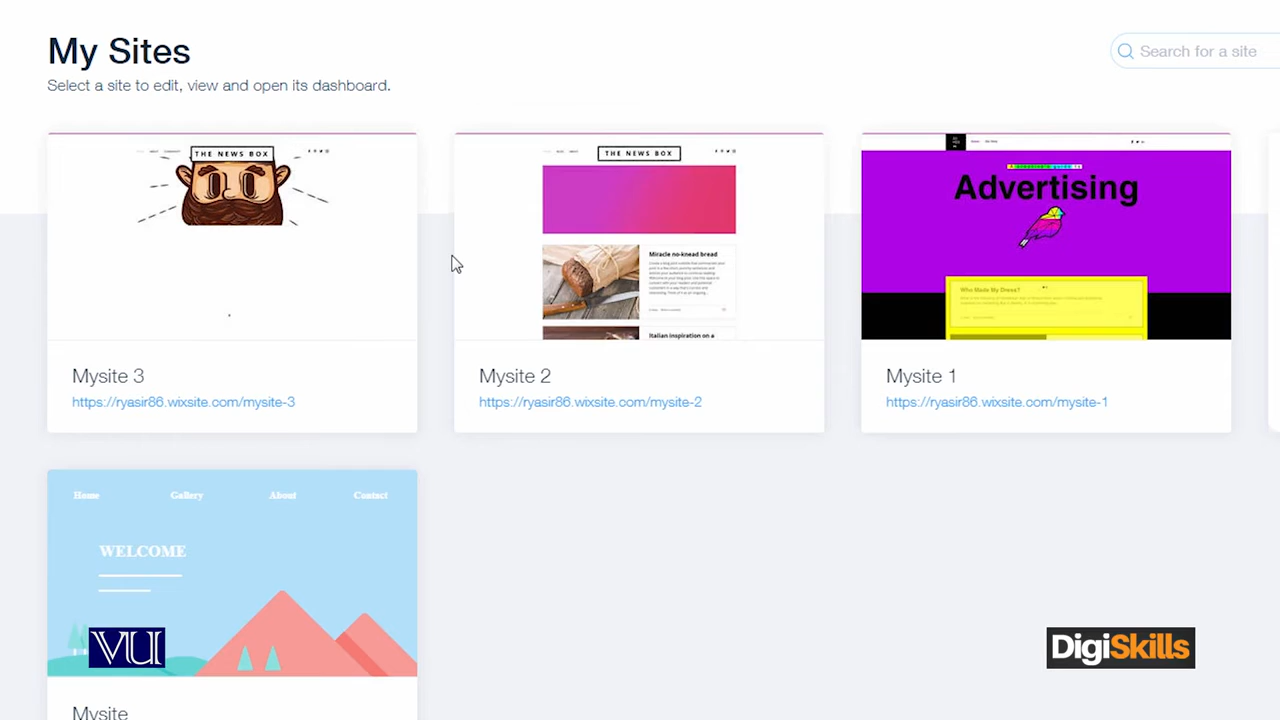 My Sites
Search for a site
Select a site to edit, view and open its dashboard.
THE NEWS BOX
THE NEWS BOX
Miracle no-knead bread
Italian inspiration on a
Advertising
Who Made My Dress?
Mysite 3
https://ryasir86.wixsite.com/mysite-3
Mysite 2
https://ryasir86.wixsite.com/mysite-2
Mysite 1
https://ryasir86.wixsite.com/mysite-1
Home Gallery About Contact
WELCOME
VU
DigiSkills
Mysite